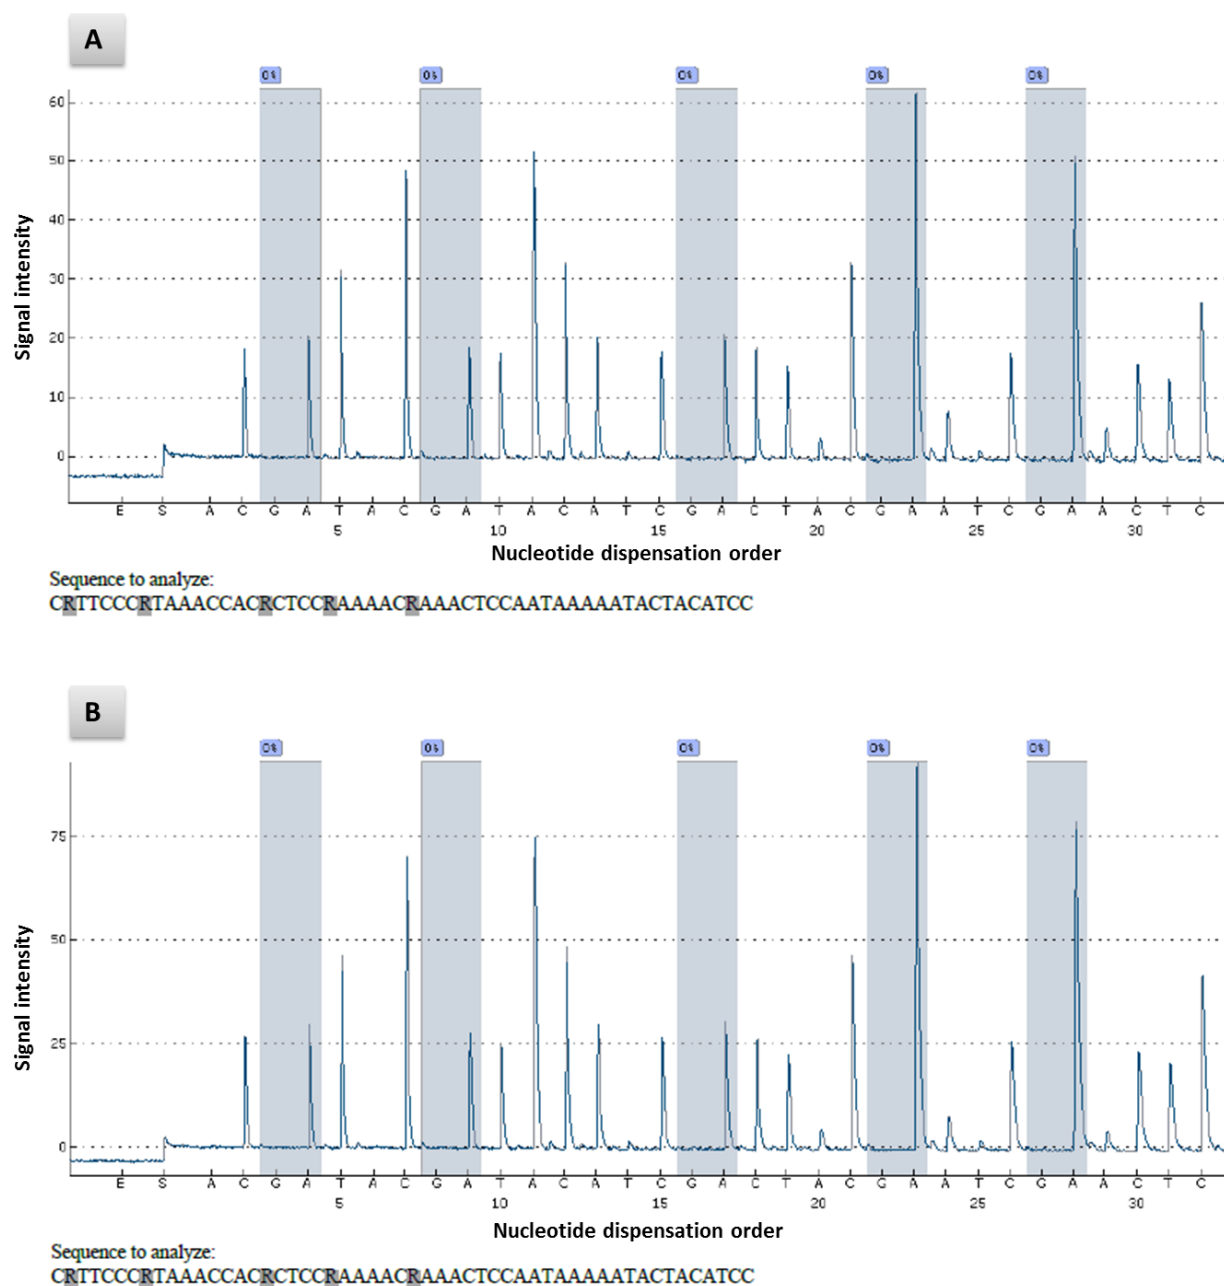 A
0% 0% 0% 0% 0%
60
50
40
30
20
10
0
Signal intensity
E S A C G A T A C G A T A C A T C G A C T A C G A A T C G A A C T C
5 10 15 20 25 30
Nucleotide dispensation order
Sequence to analyze:
CRTTCCCRTAAACCACRCTCCRAAAACRAAACTCCAATAAAAATACTACATCC
B
0% 0% 0% 0% 0%
75
50
25
0
Signal intensity
E S A C G A T A C G A T A C A T C G A C T A C G A A T C G A A C T C
5 10 15 20 25 30
Nucleotide dispensation order
Sequence to analyze:
CRTTCCCRTAAACCACRCTCCRAAAACRAAACTCCAATAAAAATACTACATCC